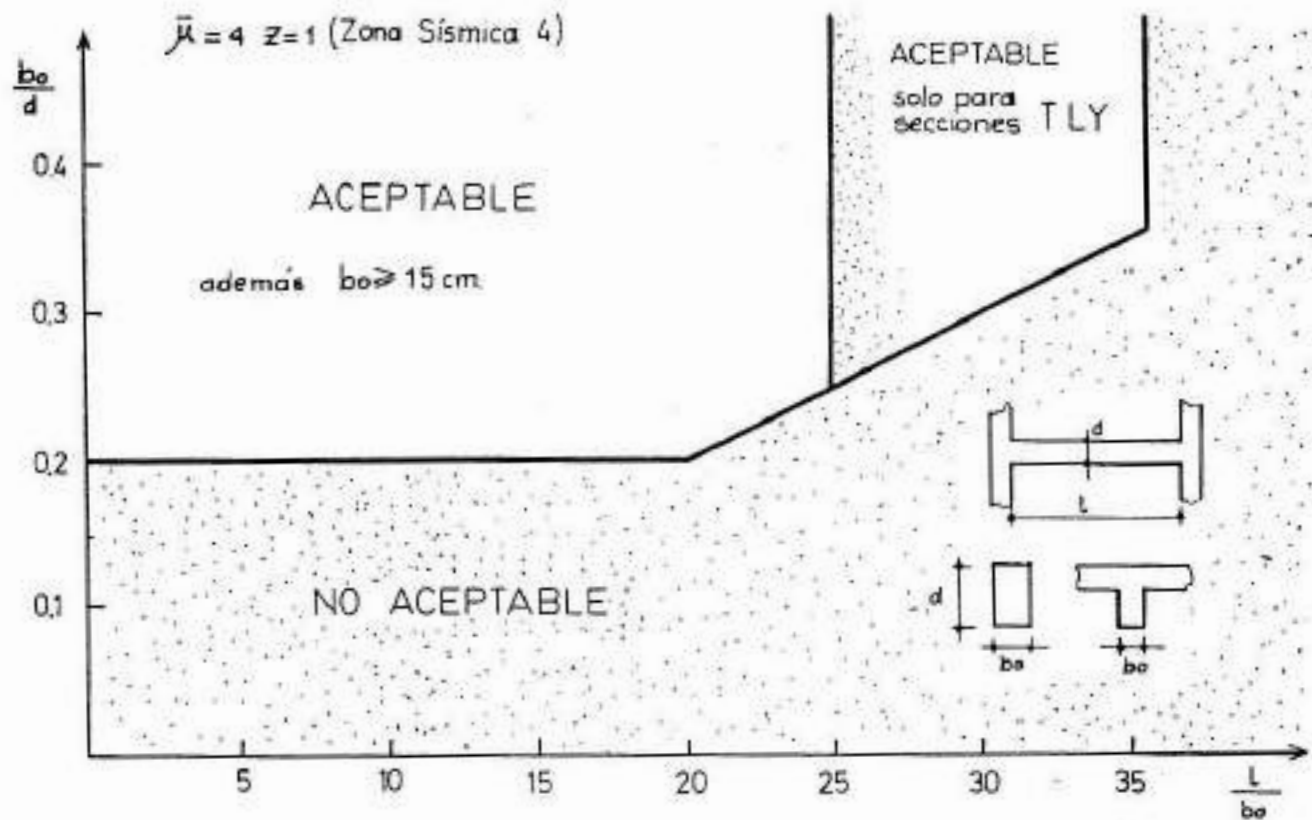 μ̄=4 z=1 (Zona Sísmica 4)
bo
d
ACEPTABLE
solo para
secciones TLY
0,4
ACEPTABLE
además bo≥15 cm.
0,3
0,2
d
l
0,1
NO ACEPTABLE
d
bo
bo
5
10
15
20
25
30
35
l
bo